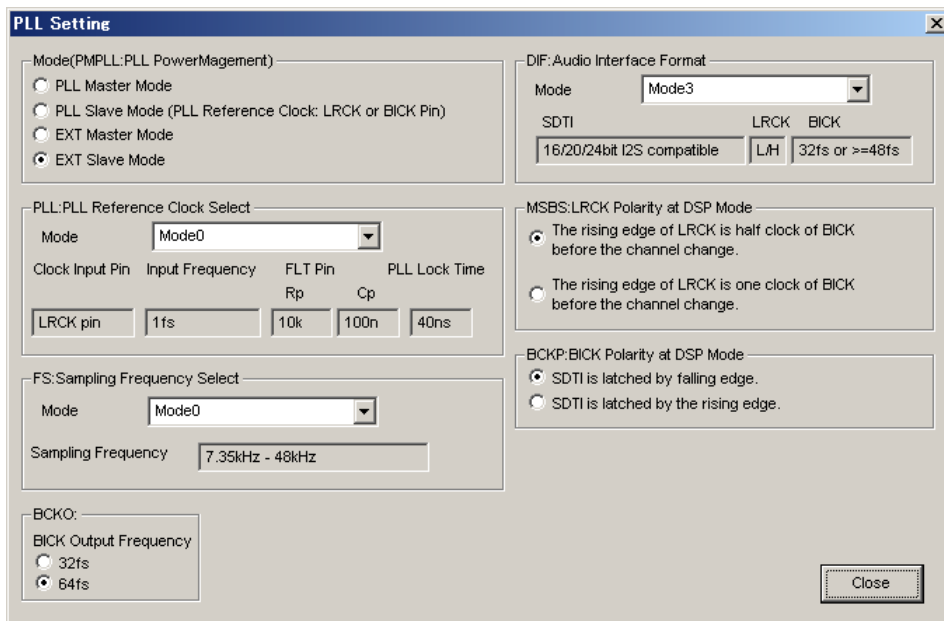 PLL Setting
Mode(PMPLL:PLL PowerMagement)
PLL Master Mode
PLL Slave Mode (PLL Reference Clock: LRCK or BICK Pin)
EXT Master Mode
EXT Slave Mode
PLL:PLL Reference Clock Select
Mode Mode0
Clock Input Pin Input Frequency FLT Pin PLL Lock Time
Rp Cp
LRCK pin 1fs 10k 100n 40ns
FS:Sampling Frequency Select
Mode Mode0
Sampling Frequency 7.35kHz - 48kHz
BCKO:
BICK Output Frequency
32fs
64fs
DIF:Audio Interface Format
Mode Mode3
SDTI LRCK BICK
16/20/24bit I2S compatible L/H 32fs or >=48fs
MSBS:LRCK Polarity at DSP Mode
The rising edge of LRCK is half clock of BICK
before the channel change.
The rising edge of LRCK is one clock of BICK
before the channel change.
BCKP:BICK Polarity at DSP Mode
SDTI is latched by falling edge.
SDTI is latched by the rising edge.
Close